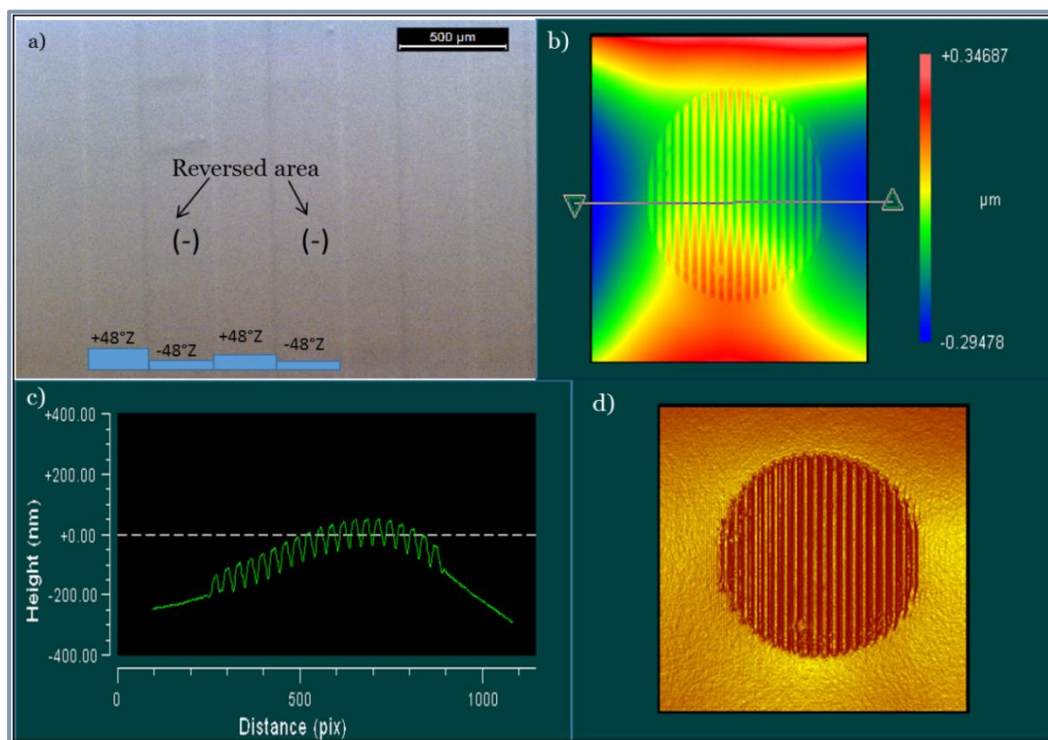 a)
500 µm
Reversed area
(-) (-)
+48°Z -48°Z +48°Z -48°Z
b)
+0.34687
µm
-0.29478
c)
+400.00
+200.00
+0.00
-200.00
-400.00
Height (nm)
0 500 1000
Distance (pix)
d)